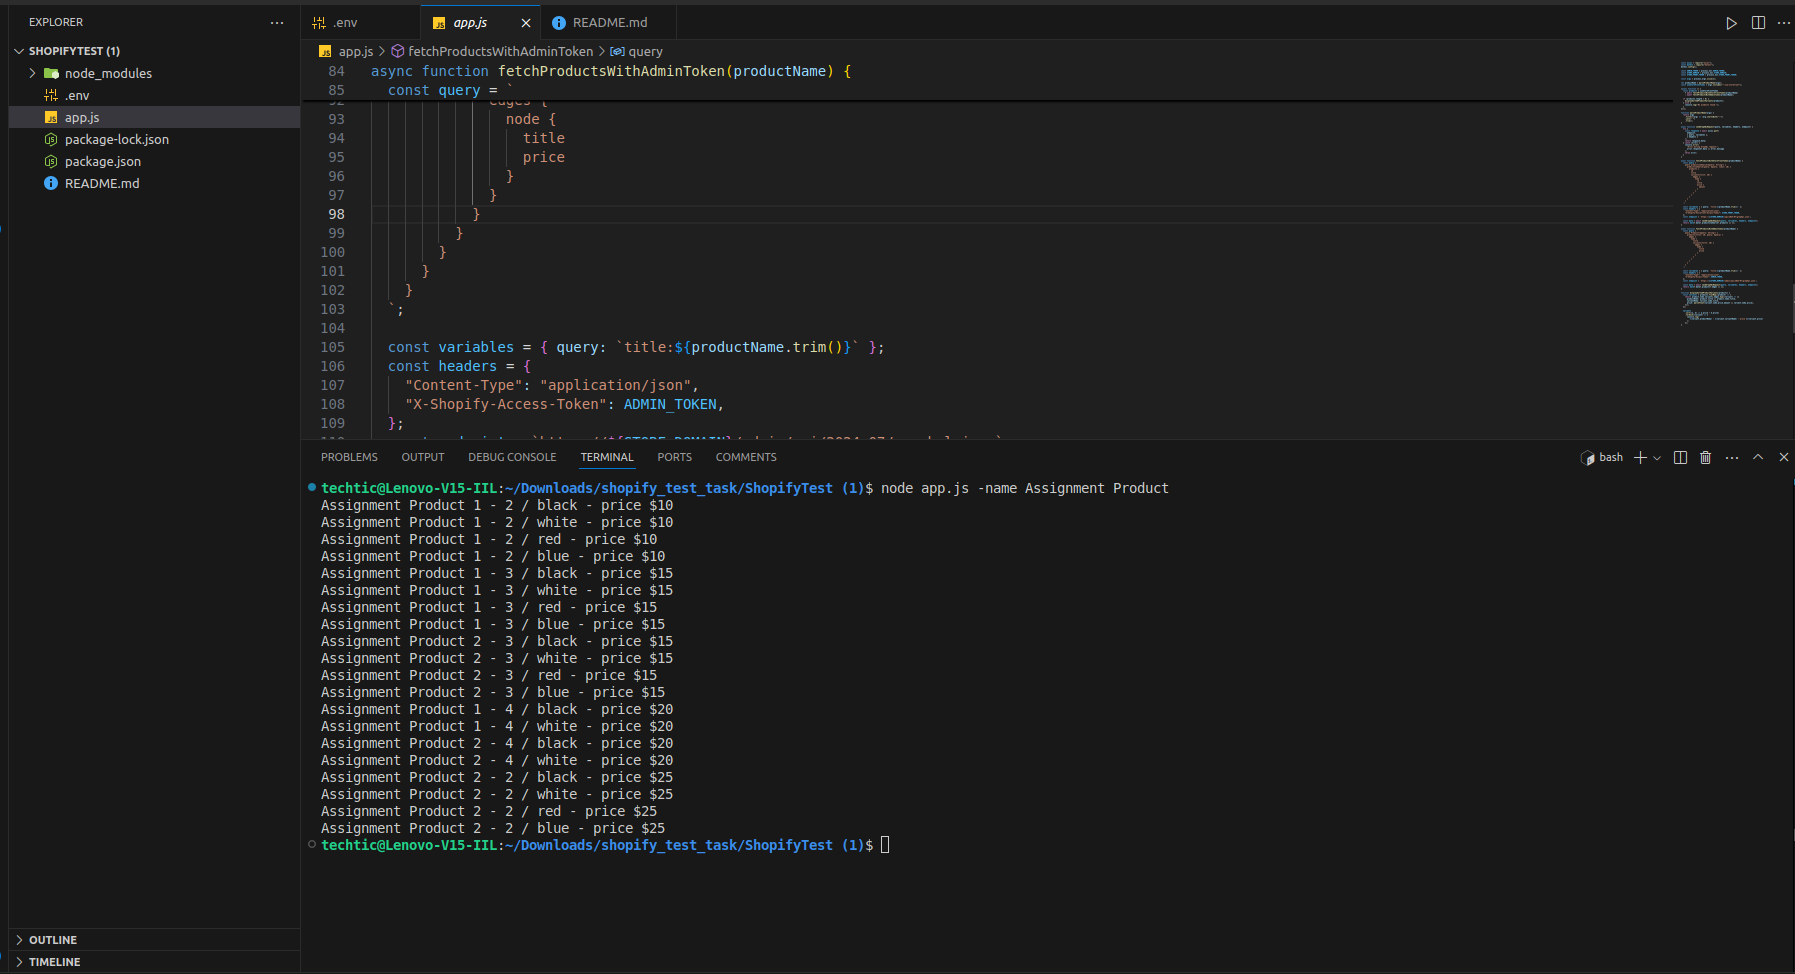 EXPLORER
SHOPIFYTEST (1)
node_modules
.env
app.js
package-lock.json
package.json
README.md
OUTLINE
TIMELINE
.env
app.js
README.md
app.js > fetchProductsWithAdminToken > query
84 async function fetchProductsWithAdminToken(productName) {
85 const query = `
92 edges {
93 node {
94 title
95 price
96 }
97 }
98 }
99 }
100 }
101 }
102 }
103 `;
104
105 const variables = { query: `title:${productName.trim()}` };
106 const headers = {
107 "Content-Type": "application/json",
108 "X-Shopify-Access-Token": ADMIN_TOKEN,
109 };
PROBLEMS OUTPUT DEBUG CONSOLE TERMINAL PORTS COMMENTS
bash
techtic@Lenovo-V15-IIL:~/Downloads/shopify_test_task/ShopifyTest (1)$ node app.js -name Assignment Product
Assignment Product 1 - 2 / black - price $10
Assignment Product 1 - 2 / white - price $10
Assignment Product 1 - 2 / red - price $10
Assignment Product 1 - 2 / blue - price $10
Assignment Product 1 - 3 / black - price $15
Assignment Product 1 - 3 / white - price $15
Assignment Product 1 - 3 / red - price $15
Assignment Product 1 - 3 / blue - price $15
Assignment Product 2 - 3 / black - price $15
Assignment Product 2 - 3 / white - price $15
Assignment Product 2 - 3 / red - price $15
Assignment Product 2 - 3 / blue - price $15
Assignment Product 1 - 4 / black - price $20
Assignment Product 1 - 4 / white - price $20
Assignment Product 2 - 4 / black - price $20
Assignment Product 2 - 4 / white - price $20
Assignment Product 2 - 2 / black - price $25
Assignment Product 2 - 2 / white - price $25
Assignment Product 2 - 2 / red - price $25
Assignment Product 2 - 2 / blue - price $25
techtic@Lenovo-V15-IIL:~/Downloads/shopify_test_task/ShopifyTest (1)$